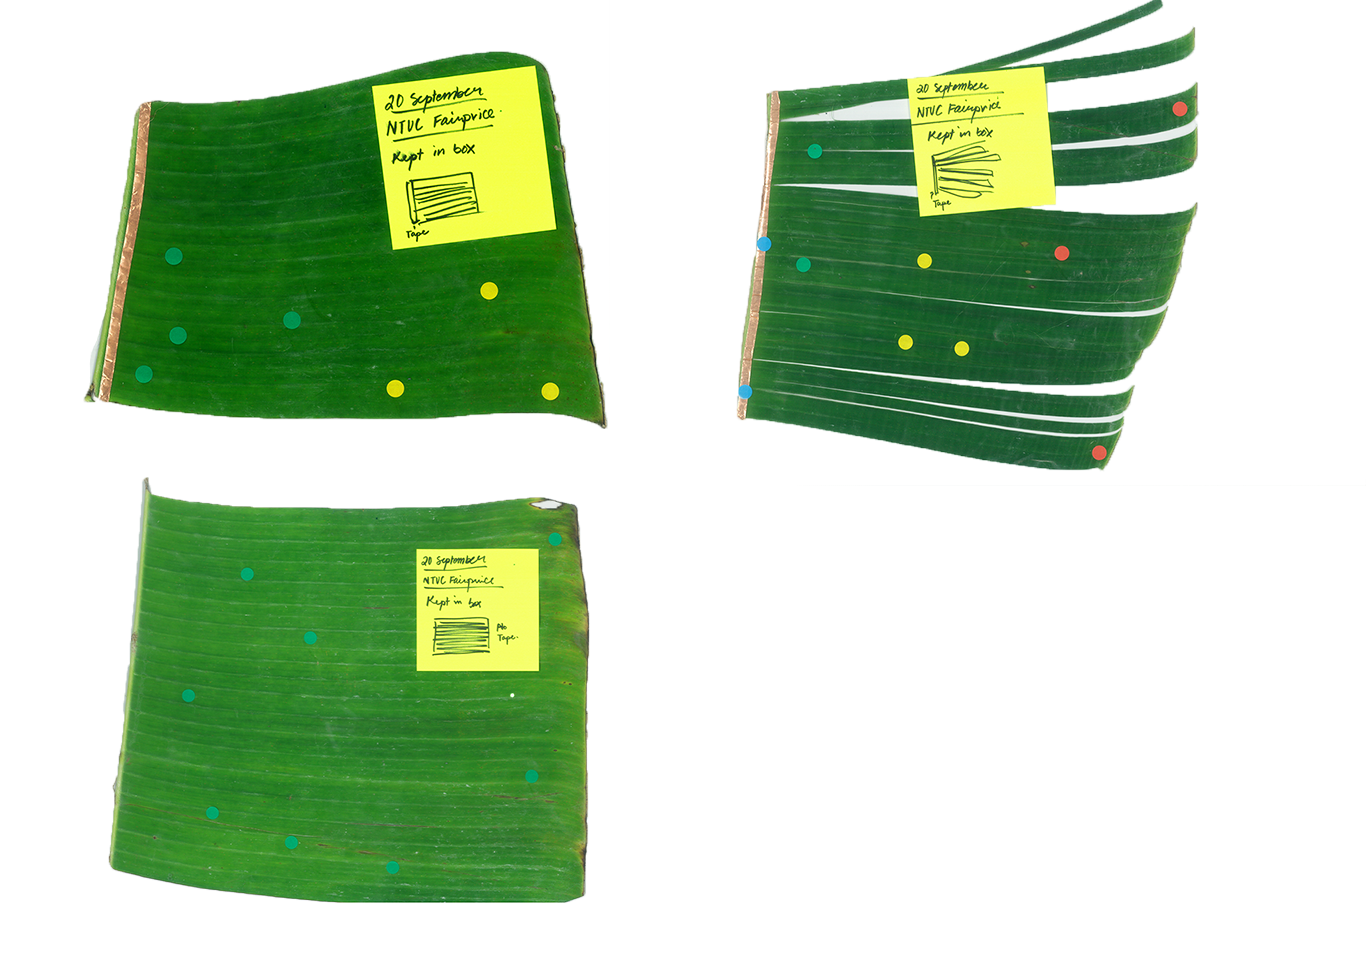 20 September
NTUC Fairprice
Kept in box
Tape
20 September
NTUC Fairprice
Kept in box
Tape
20 September
NTUC Fairprice
Kept in box
No
Tape.